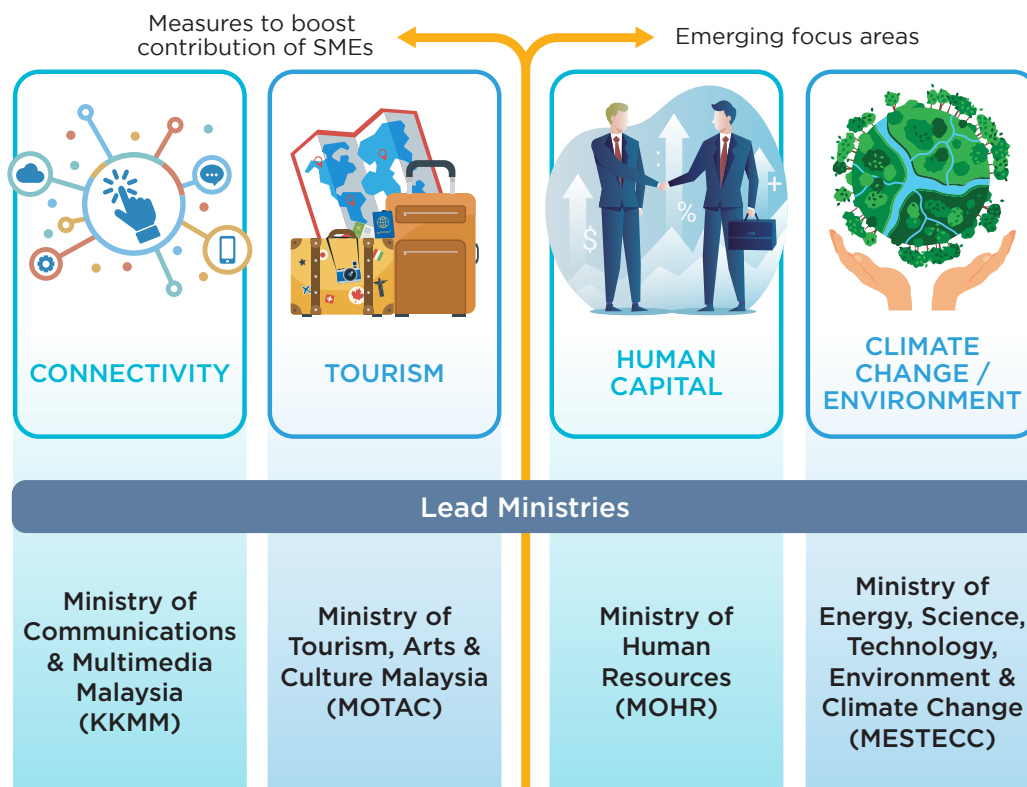 Measures to boost
contribution of SMEs
Emerging focus areas
$
%
+
CONNECTIVITY
TOURISM
HUMAN
CAPITAL
CLIMATE
CHANGE /
ENVIRONMENT
Lead Ministries
Ministry of
Communications
& Multimedia
Malaysia
(KKMM)
Ministry of
Tourism, Arts &
Culture Malaysia
(MOTAC)
Ministry of
Human
Resources
(MOHR)
Ministry of
Energy, Science,
Technology,
Environment &
Climate Change
(MESTECC)